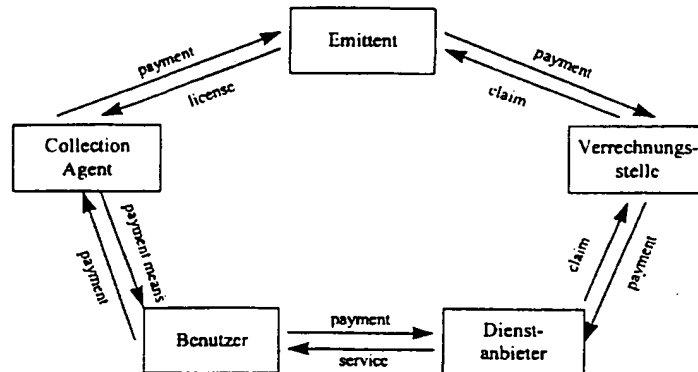 Emittent
payment
license
payment
claim
Collection
Agent
Verrechnungs-
stelle
payment
payment means
claim
payment
Benutzer
payment
service
Dienst-
anbieter